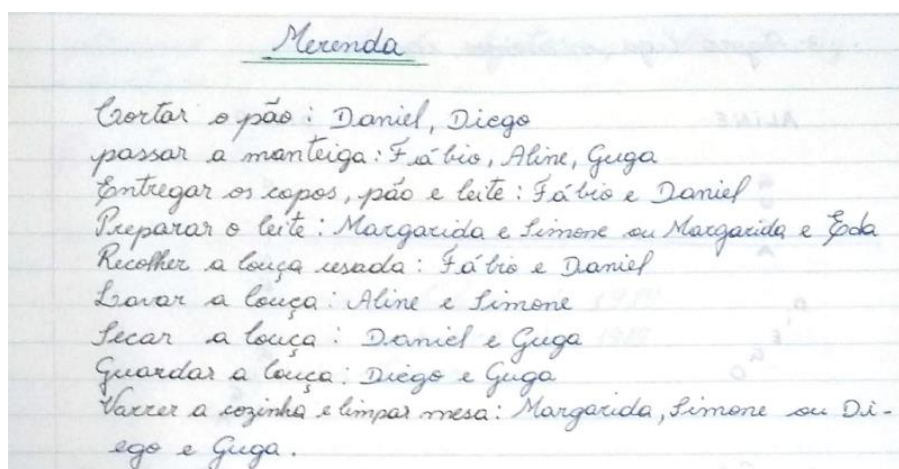 Merenda
Cortar o pão: Daniel, Diego
passar a manteiga: Fábio, Aline, Guga
Entregar os copos, pão e leite: Fábio e Daniel
Preparar o leite: Margarida e Simone ou Margarida e Eda
Recolher a louça usada: Fábio e Daniel
Lavar a louça: Aline e Simone
Secar a louça: Daniel e Guga
Guardar a louça: Diego e Guga
Varrer a cozinha e limpar mesa: Margarida, Simone ou Di-
ego e Guga.